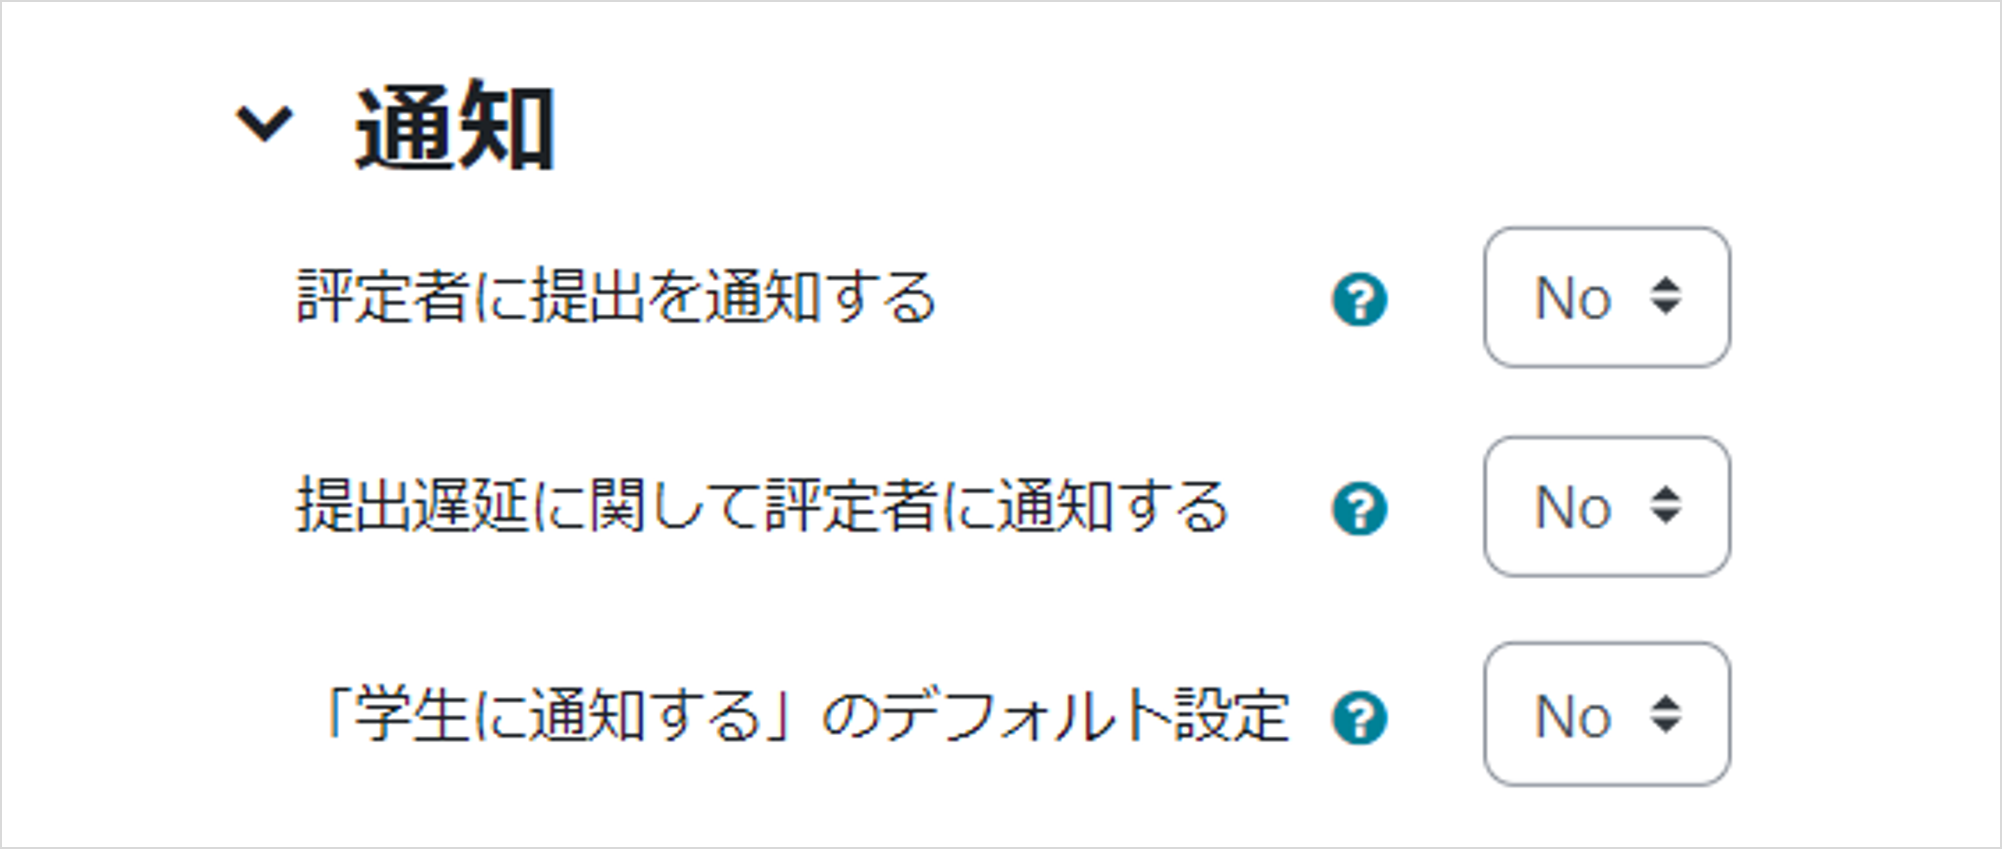 通知
評定者に提出を通知する ? No
提出遅延に関して評定者に通知する ? No
「学生に通知する」のデフォルト設定 ? No